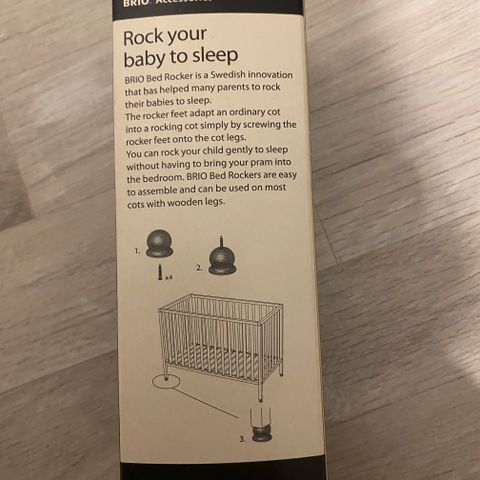 BRIO Accessories
Rock your
baby to sleep
BRIO Bed Rocker is a Swedish innovation
that has helped many parents to rock
their babies to sleep.
The rocker feet adapt an ordinary cot
into a rocking cot simply by screwing the
rocker feet onto the cot legs.
You can rock your child gently to sleep
without having to bring your pram into
the bedroom. BRIO Bed Rockers are easy
to assemble and can be used on most
cots with wooden legs.
1.
x4
2.
3.